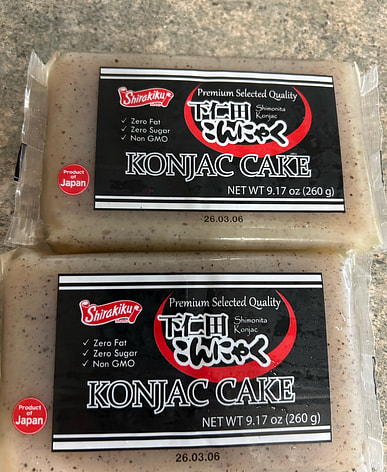 Shirakiku
Premium Selected Quality
✓ Zero Fat
✓ Zero Sugar
✓ Non GMO
下仁田
こんにゃく
Shimonita
Konjac
KONJAC CAKE
NET WT 9.17 oz (260 g)
Product
of
Japan
26.03.06
Shirakiku
Premium Selected Quality
✓ Zero Fat
✓ Zero Sugar
✓ Non GMO
下仁田
こんにゃく
Shimonita
Konjac
KONJAC CAKE
NET WT 9.17 oz (260 g)
Product
of
Japan
26.03.06